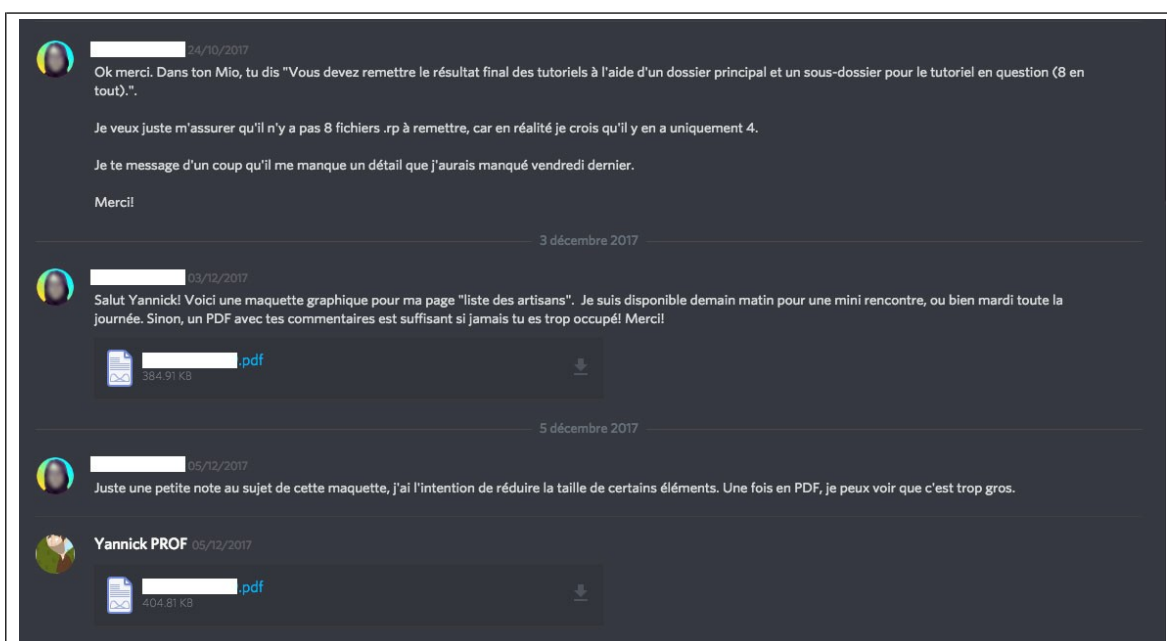 24/10/2017
Ok merci. Dans ton Mio, tu dis "Vous devez remettre le résultat final des tutoriels à l'aide d'un dossier principal et un sous-dossier pour le tutoriel en question (8 en
tout).".
Je veux juste m'assurer qu'il n'y a pas 8 fichiers .rp à remettre, car en réalité je crois qu'il y en a uniquement 4.
Je te message d'un coup qu'il me manque un détail que j'aurais manqué vendredi dernier.
Merci!
3 décembre 2017
03/12/2017
Salut Yannick! Voici une maquette graphique pour ma page "liste des artisans". Je suis disponible demain matin pour une mini rencontre, ou bien mardi toute la
journée. Sinon, un PDF avec tes commentaires est suffisant si jamais tu es trop occupé! Merci!
.pdf
384.91 KB
5 décembre 2017
05/12/2017
Juste une petite note au sujet de cette maquette, j'ai l'intention de réduire la taille de certains éléments. Une fois en PDF, je peux voir que c'est trop gros.
Yannick PROF 05/12/2017
.pdf
404.81 KB